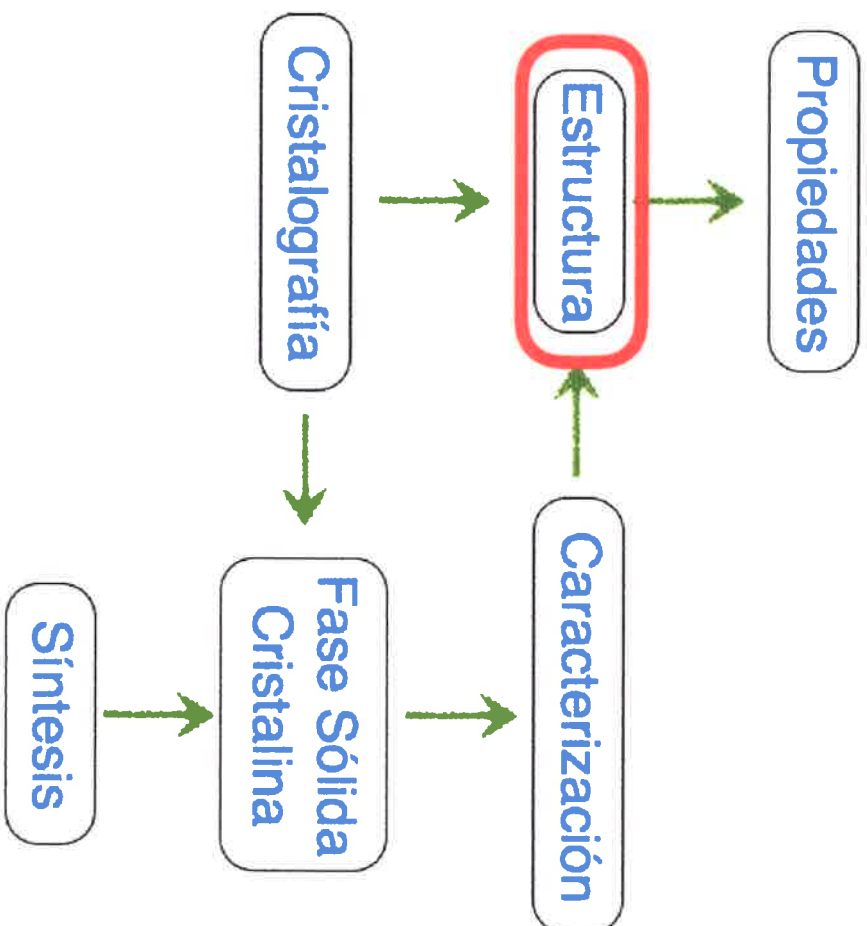 Propiedades
Estructura
Caracterización
Cristalografía
Fase Sólida
Cristalina
Síntesis